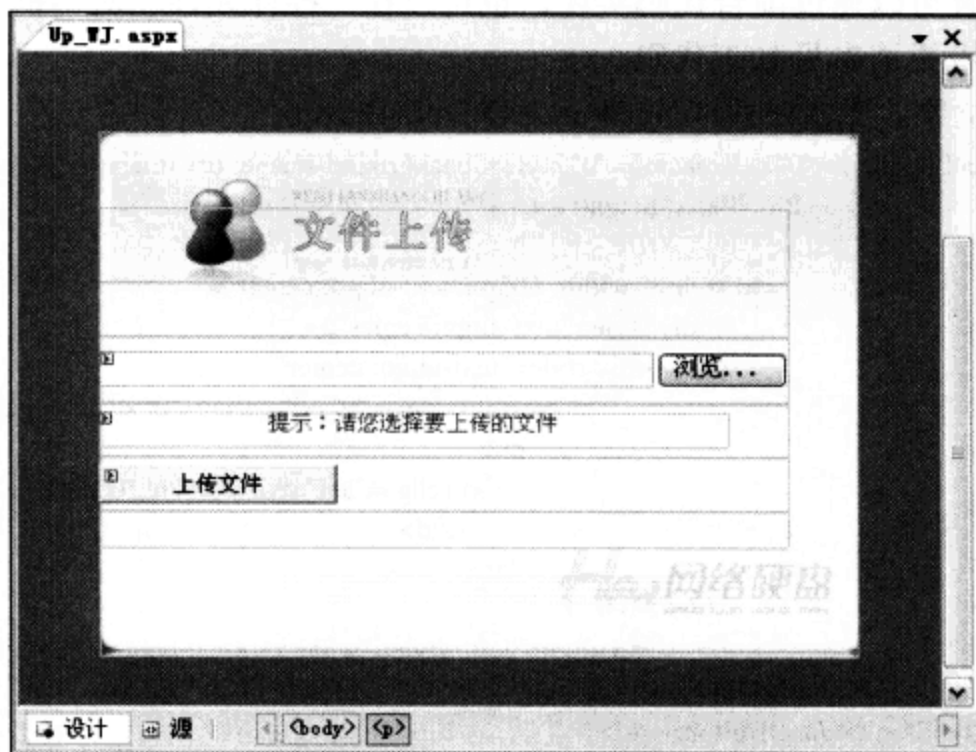 Up_WJ.aspx
文件上传
浏览...
提示：请您选择要上传的文件
上传文件
网络硬盘
设计 源 <body> <p>